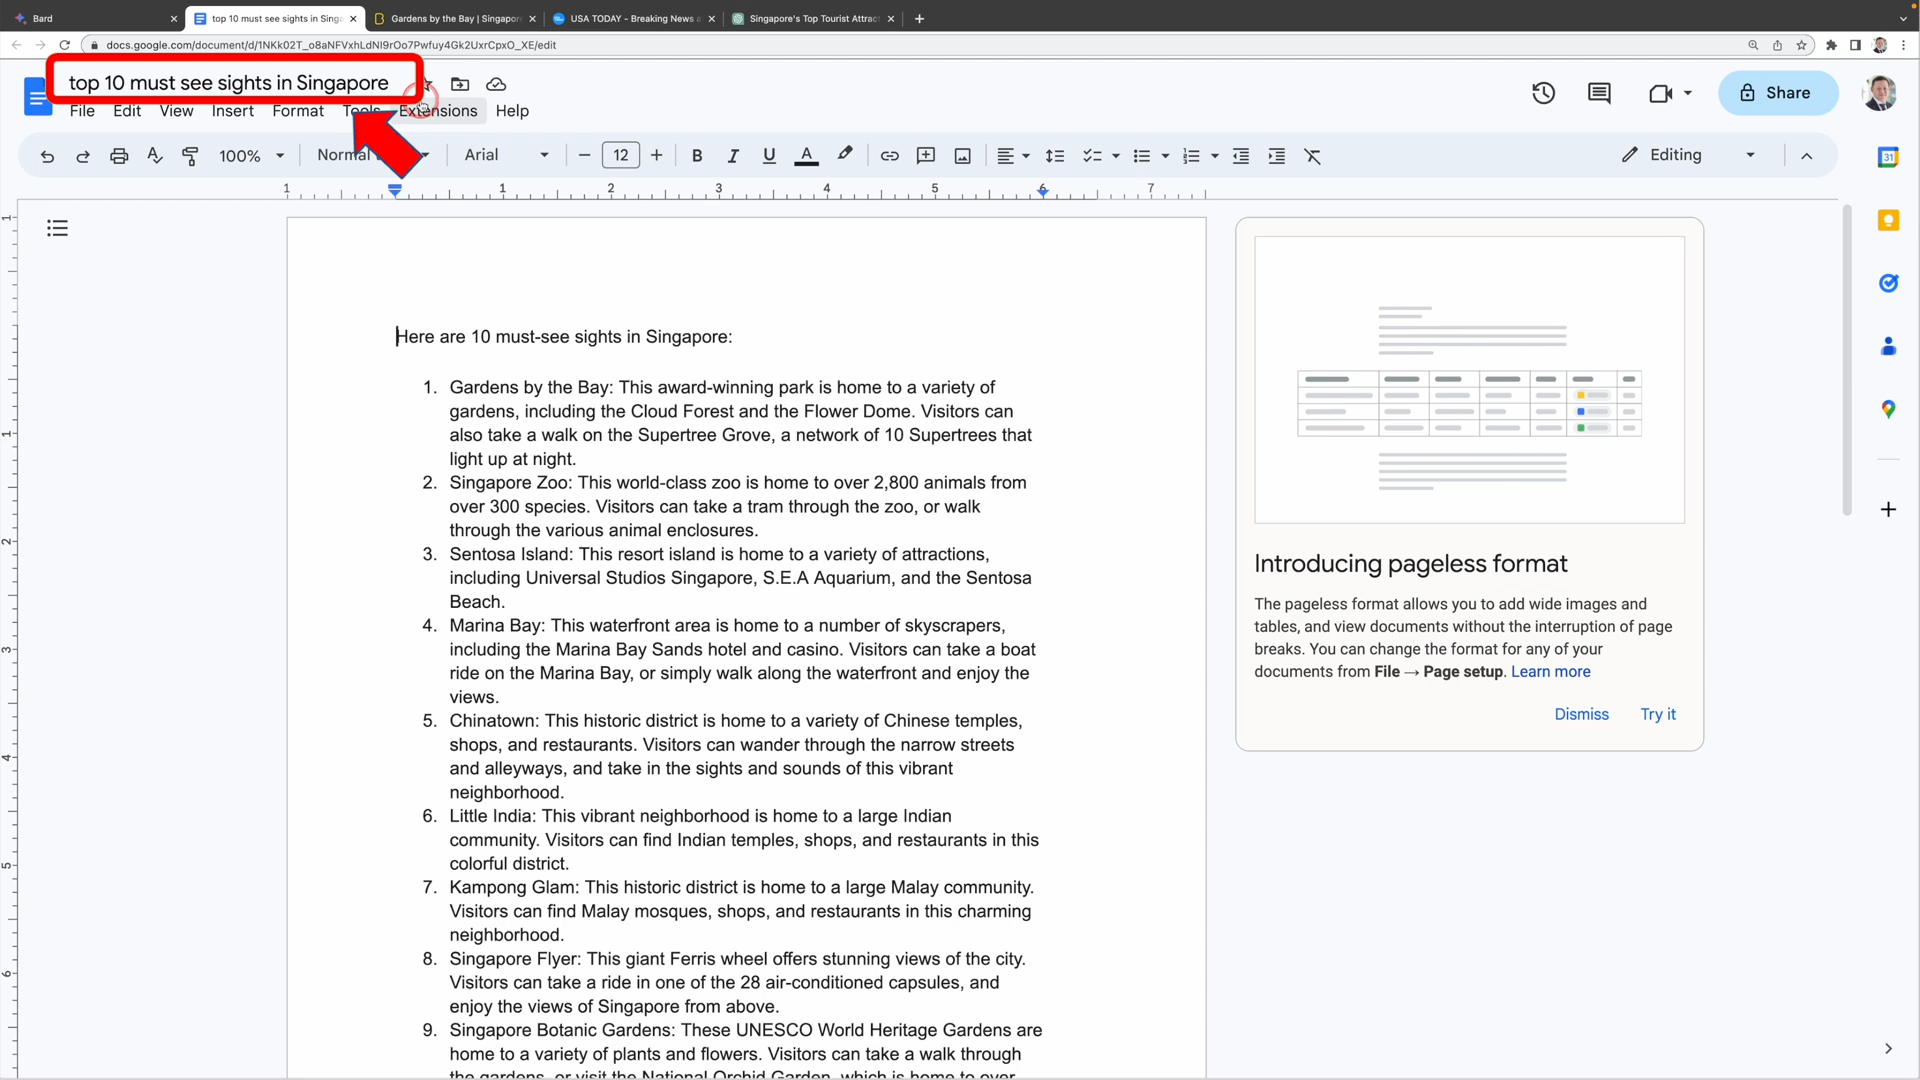 Bard
top 10 must see sights in Singa
Gardens by the Bay | Singapore
USA TODAY - Breaking News a
Singapore's Top Tourist Attract
docs.google.com/document/d/1NKk02T_o8aNFVxhLdNI9rOo7Pwfuy4Gk2UxrCpxO_XE/edit
top 10 must see sights in Singapore
File Edit View Insert Format Tools Extensions Help
Share
100% Normal Arial 12 Editing
1 1 2 3 4 5 6 7
Here are 10 must-see sights in Singapore:
1. Gardens by the Bay: This award-winning park is home to a variety of
gardens, including the Cloud Forest and the Flower Dome. Visitors can
also take a walk on the Supertree Grove, a network of 10 Supertrees that
light up at night.
2. Singapore Zoo: This world-class zoo is home to over 2,800 animals from
over 300 species. Visitors can take a tram through the zoo, or walk
through the various animal enclosures.
3. Sentosa Island: This resort island is home to a variety of attractions,
including Universal Studios Singapore, S.E.A Aquarium, and the Sentosa
Beach.
4. Marina Bay: This waterfront area is home to a number of skyscrapers,
including the Marina Bay Sands hotel and casino. Visitors can take a boat
ride on the Marina Bay, or simply walk along the waterfront and enjoy the
views.
5. Chinatown: This historic district is home to a variety of Chinese temples,
shops, and restaurants. Visitors can wander through the narrow streets
and alleyways, and take in the sights and sounds of this vibrant
neighborhood.
6. Little India: This vibrant neighborhood is home to a large Indian
community. Visitors can find Indian temples, shops, and restaurants in this
colorful district.
7. Kampong Glam: This historic district is home to a large Malay community.
Visitors can find Malay mosques, shops, and restaurants in this charming
neighborhood.
8. Singapore Flyer: This giant Ferris wheel offers stunning views of the city.
Visitors can take a ride in one of the 28 air-conditioned capsules, and
enjoy the views of Singapore from above.
9. Singapore Botanic Gardens: These UNESCO World Heritage Gardens are
home to a variety of plants and flowers. Visitors can take a walk through
the gardens, or visit the National Orchid Garden, which is home to over
Introducing pageless format
The pageless format allows you to add wide images and
tables, and view documents without the interruption of page
breaks. You can change the format for any of your
documents from File → Page setup. Learn more
Dismiss Try it
31
1
1
2
3
4
5
6